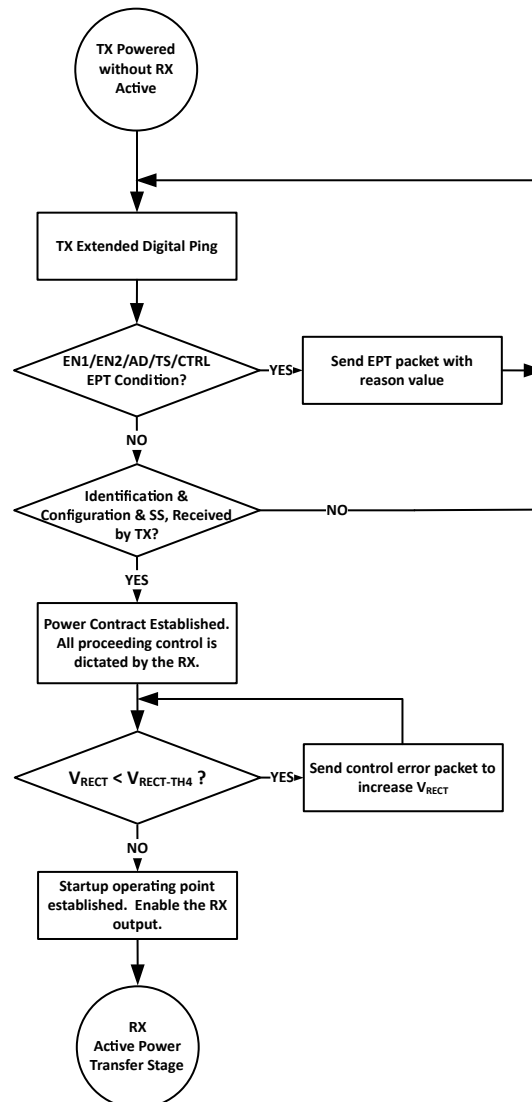 TX Powered
without RX
Active
TX Extended Digital Ping
EN1/EN2/AD/TS/CTRL
EPT Condition?
YES
Send EPT packet with
reason value
NO
Identification &
Configuration & SS, Received
by TX?
NO
YES
Power Contract Established.
All proceeding control is
dictated by the RX.
VRECT < VRECT-TH4 ?
YES
Send control error packet to
increase VRECT
NO
Startup operating point
established. Enable the RX
output.
RX
Active Power
Transfer Stage